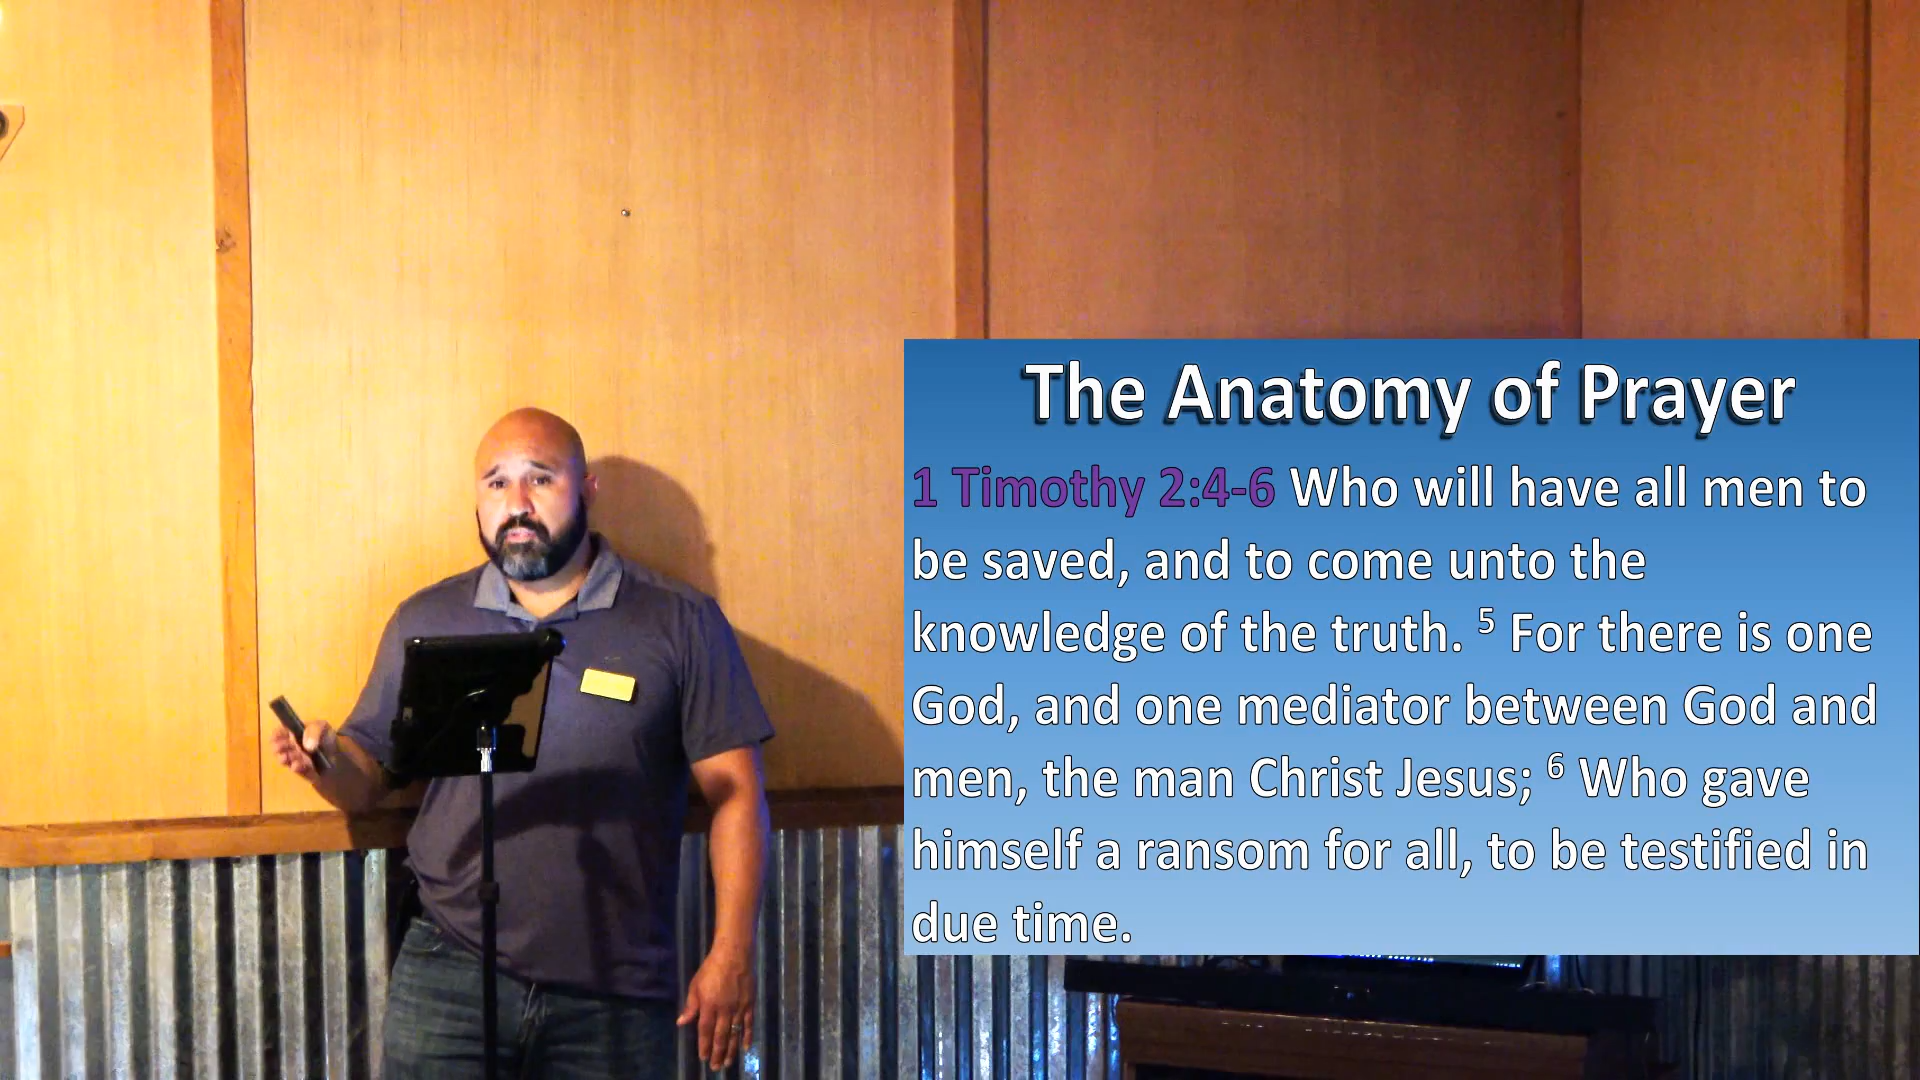 The Anatomy of Prayer
1 Timothy 2:4-6 Who will have all men to
be saved, and to come unto the
knowledge of the truth. 5 For there is one
God, and one mediator between God and
men, the man Christ Jesus; 6 Who gave
himself a ransom for all, to be testified in
due time.